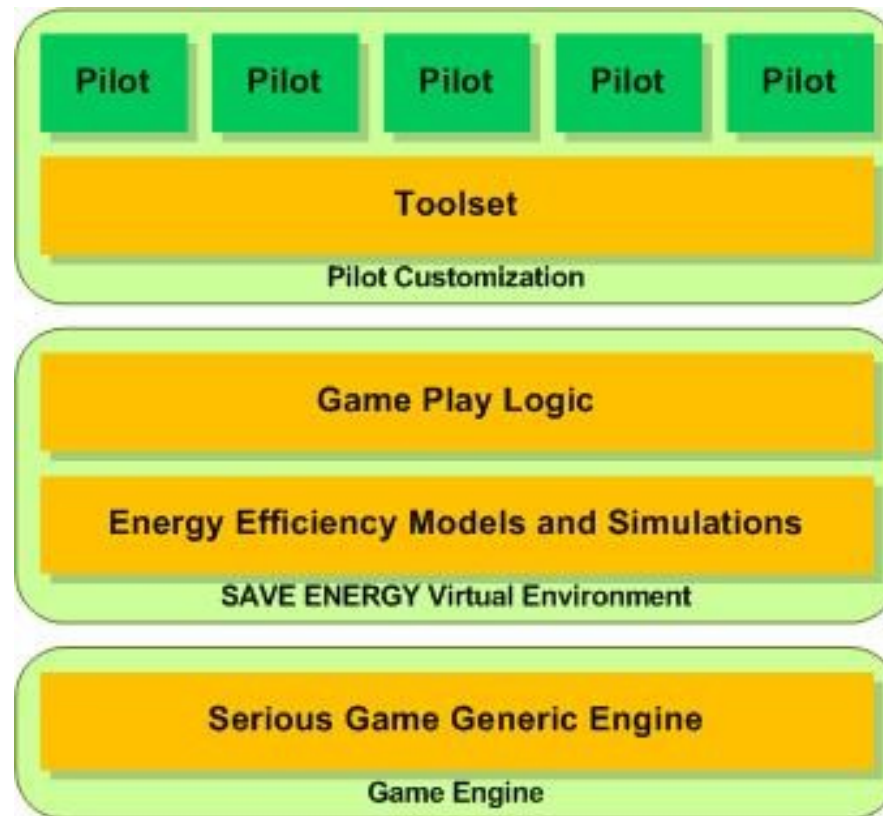 Pilot Pilot Pilot Pilot Pilot
Toolset
Pilot Customization
Game Play Logic
Energy Efficiency Models and Simulations
SAVE ENERGY Virtual Environment
Serious Game Generic Engine
Game Engine